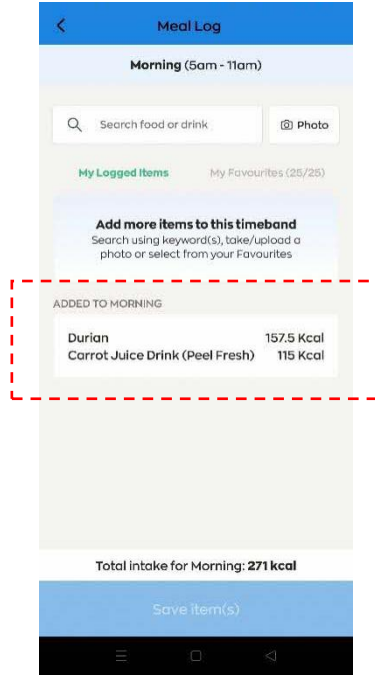 Meal Log
Morning (5am - 11am)
Search food or drink
Photo
My Logged Items
My Favourites (25/25)
Add more items to this timeband
Search using keyword(s), take/upload a
photo or select from your Favourites
ADDED TO MORNING
Durian 157.5 Kcal
Carrot Juice Drink (Peel Fresh) 115 Kcal
Total intake for Morning: 271 kcal
Save item(s)